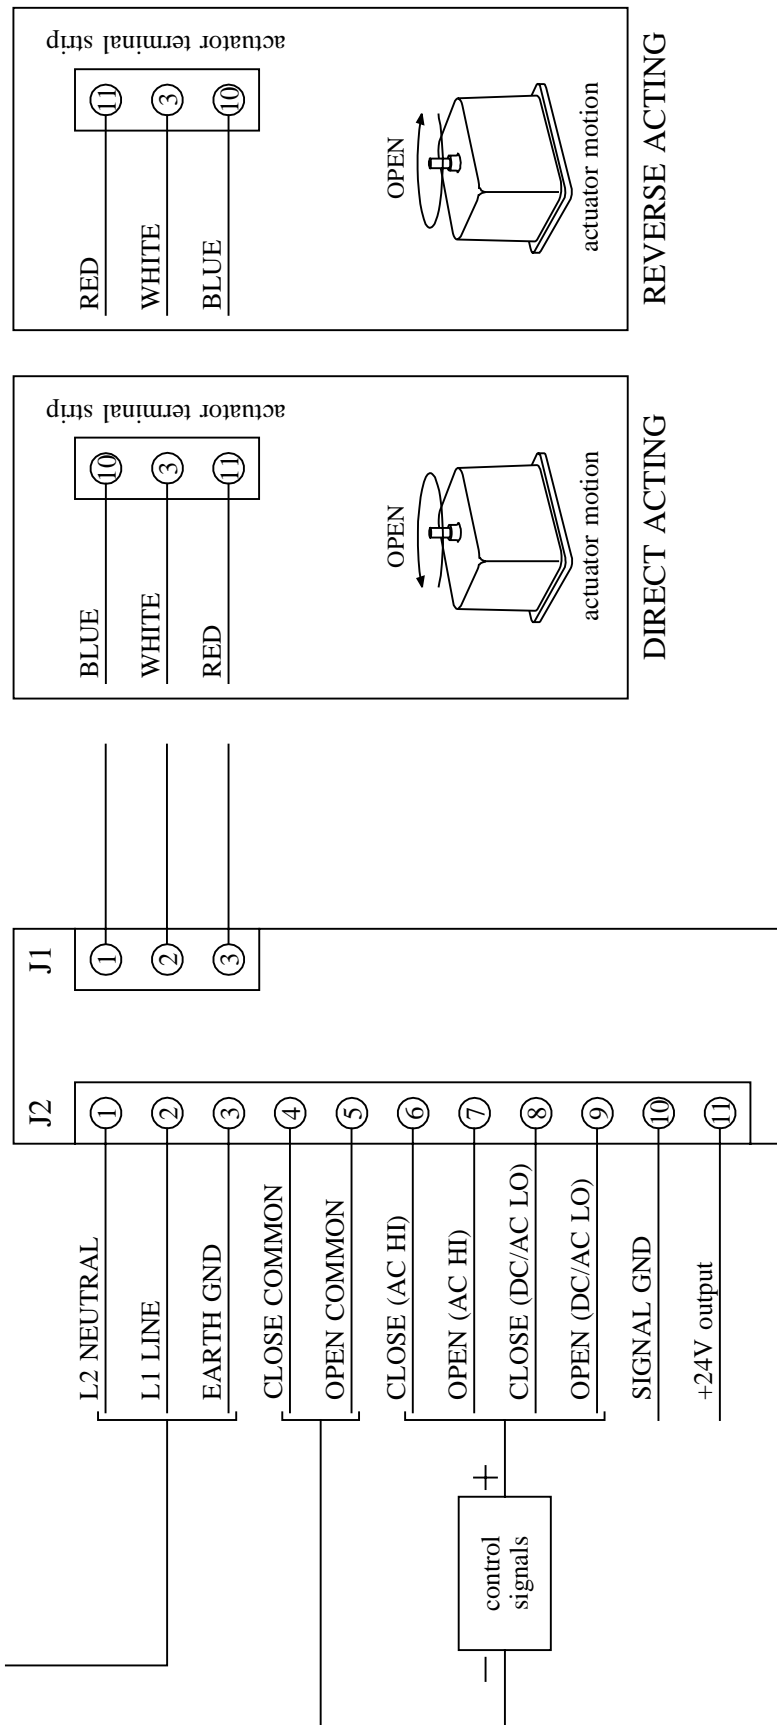 J2
1
2
3
4
5
6
7
8
9
10
11
L2 NEUTRAL
L1 LINE
EARTH GND
CLOSE COMMON
OPEN COMMON
CLOSE (AC HI)
OPEN (AC HI)
CLOSE (DC/AC LO)
OPEN (DC/AC LO)
SIGNAL GND
+24V output
−
control
signals
+
J1
1
2
3
BLUE
WHITE
RED
10
3
11
actuator terminal strip
OPEN
actuator motion
DIRECT ACTING
RED
WHITE
BLUE
11
3
10
actuator terminal strip
OPEN
actuator motion
REVERSE ACTING